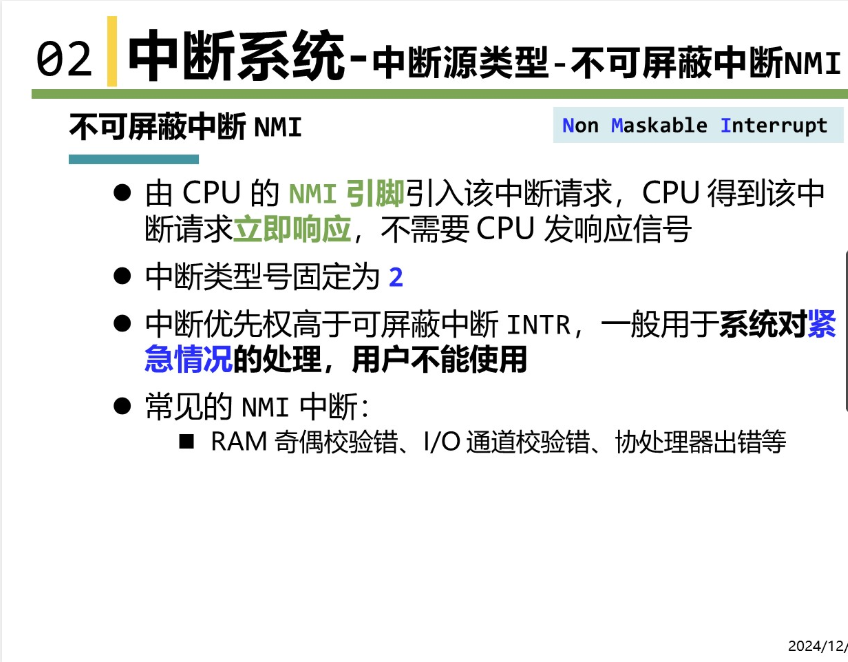 02 中断系统-中断源类型-不可屏蔽中断NMI
不可屏蔽中断 NMI
Non Maskable Interrupt
● 由 CPU 的 NMI 引脚引入该中断请求，CPU 得到该中
断请求立即响应，不需要 CPU 发响应信号
● 中断类型号固定为 2
● 中断优先权高于可屏蔽中断 INTR，一般用于系统对紧
急情况的处理，用户不能使用
● 常见的 NMI 中断：
■ RAM 奇偶校验错、I/O 通道校验错、协处理器出错等
2024/12/